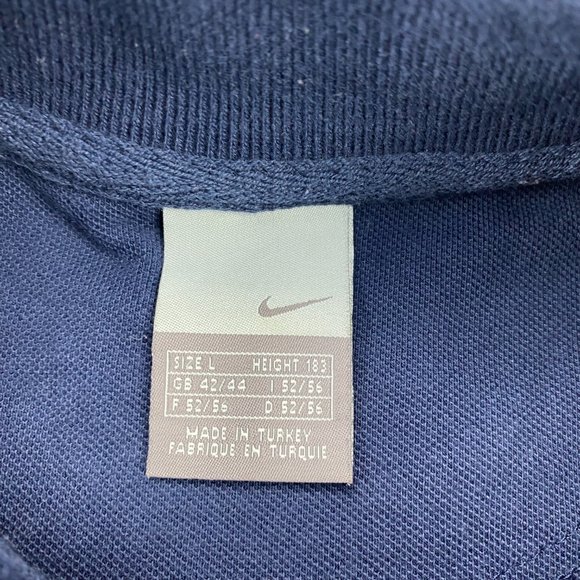 SIZE L HEIGHT 183
GB 42/44 I 52/56
F 52/56 D 52/56
MADE IN TURKEY
FABRIQUE EN TURQUIE